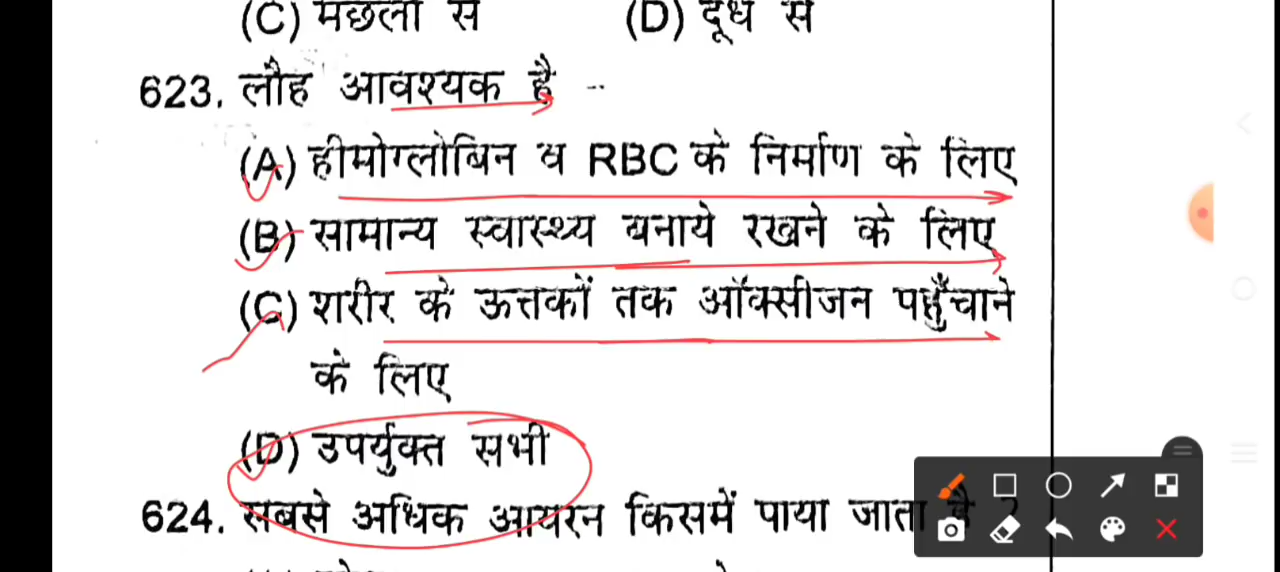 (C) मछली से (D) दूध से
623. लौह आवश्यक है --
(A) हीमोग्लोबिन व RBC के निर्माण के लिए
(B) सामान्य स्वास्थ्य बनाये रखने के लिए
(C) शरीर के ऊत्तकों तक ऑक्सीजन पहुँचाने
के लिए
(D) उपर्युक्त सभी
624. सबसे अधिक आयरन किसमें पाया जाता है ?